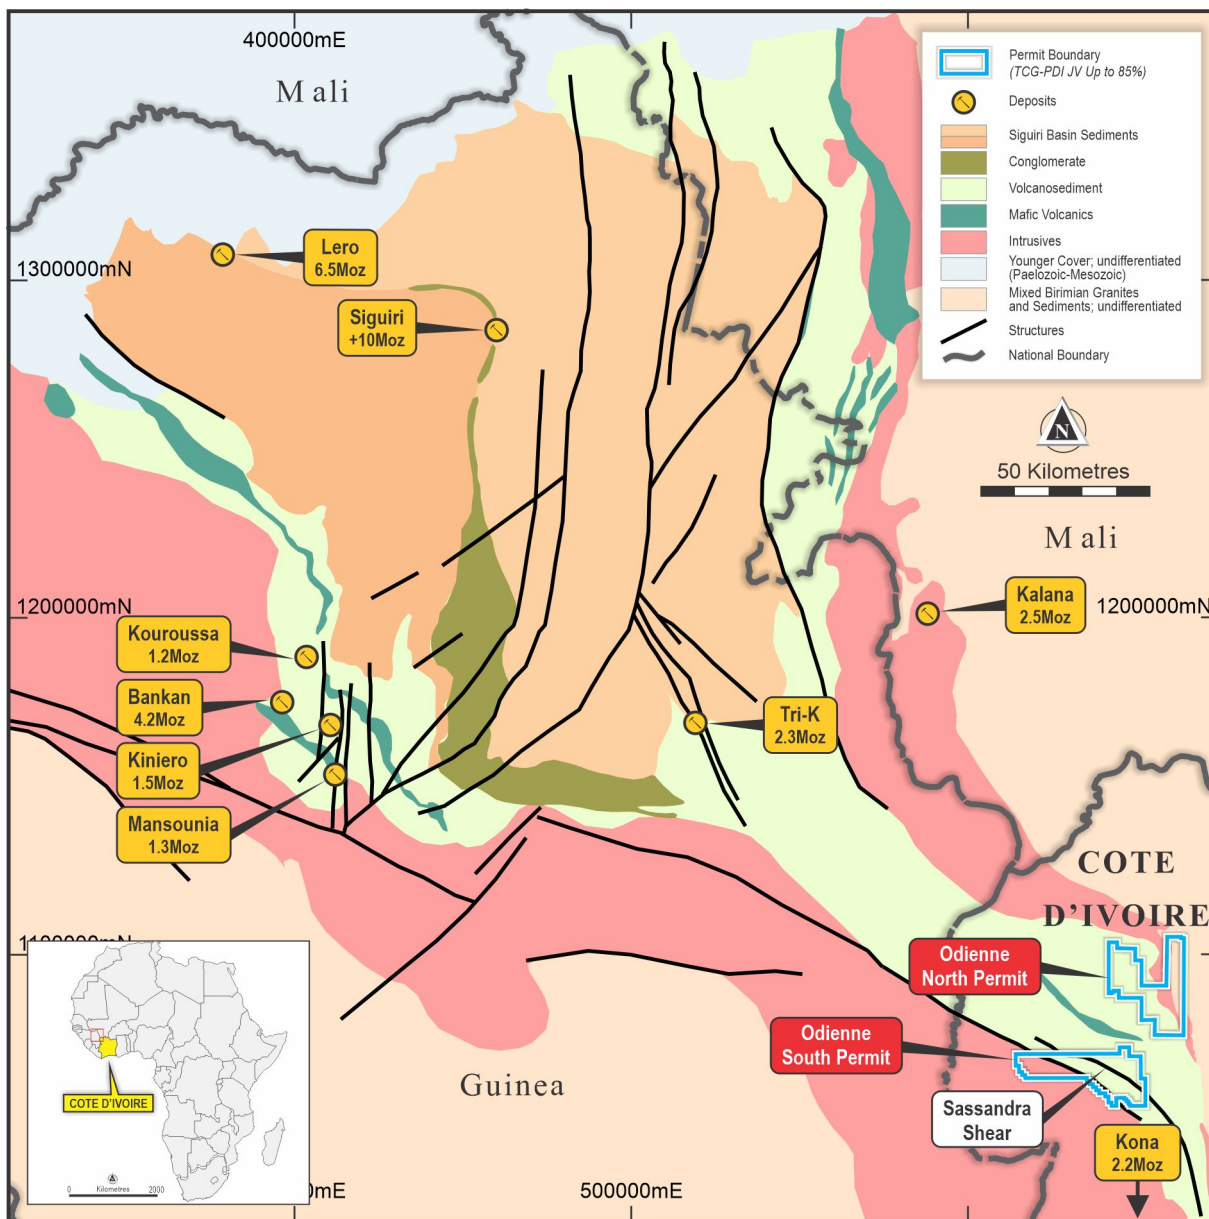 400000mE
Mali
Permit Boundary
(TCG-PDI JV Up to 85%)
Deposits
Siguiri Basin Sediments
Conglomerate
Volcanosediment
Mafic Volcanics
Intrusives
Younger Cover; undifferentiated
(Paelozoic-Mesozoic)
Mixed Birimian Granites
and Sediments; undifferentiated
Structures
National Boundary
Lero
6.5Moz
1300000mN
Siguiri
+10Moz
N
50 Kilometres
Mali
Kalana
2.5Moz
1200000mN
1200000mN
Kouroussa
1.2Moz
Bankan
4.2Moz
Tri-K
2.3Moz
Kiniero
1.5Moz
Mansounia
1.3Moz
COTE
D'IVOIRE
Odienne
North Permit
Odienne
South Permit
Guinea
Sassandra
Shear
Kona
2.2Moz
COTE D'IVOIRE
0 Kilometres 2000
mE
500000mE